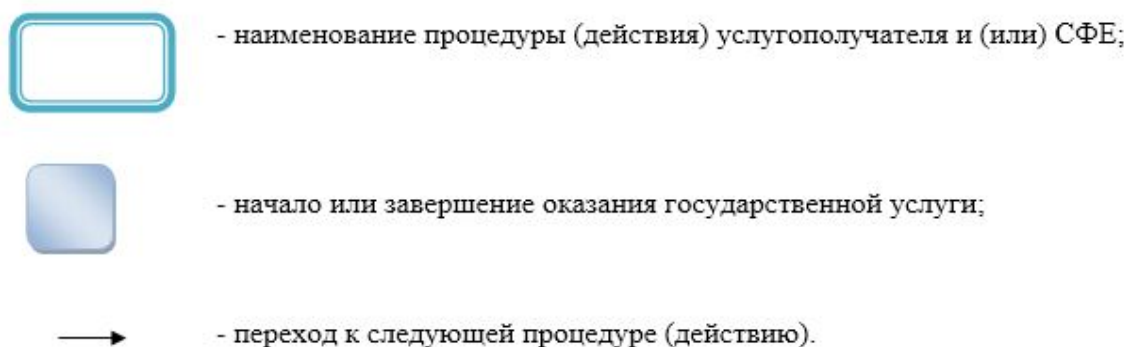 - наименование процедуры (действия) услугополучателя и (или) СФЕ;
- начало или завершение оказания государственной услуги;
- переход к следующей процедуре (действию).